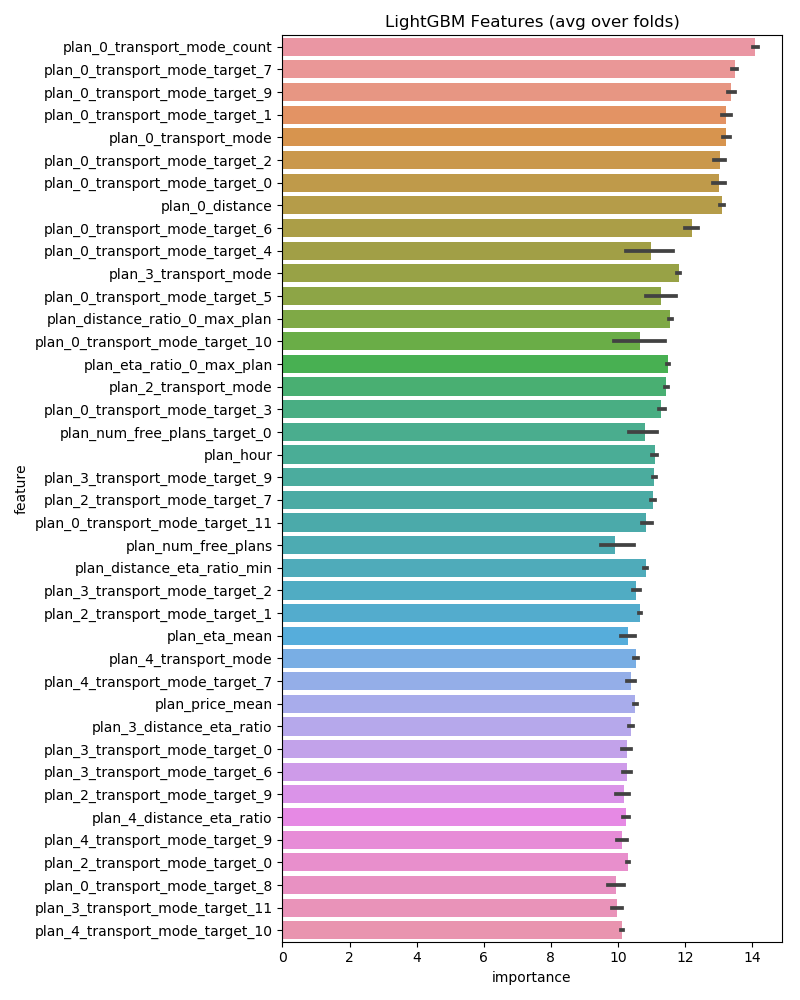 LightGBM Features (avg over folds)
plan_0_transport_mode_count
plan_0_transport_mode_target_7
plan_0_transport_mode_target_9
plan_0_transport_mode_target_1
plan_0_transport_mode
plan_0_transport_mode_target_2
plan_0_transport_mode_target_0
plan_0_distance
plan_0_transport_mode_target_6
plan_0_transport_mode_target_4
plan_3_transport_mode
plan_0_transport_mode_target_5
plan_distance_ratio_0_max_plan
plan_0_transport_mode_target_10
plan_eta_ratio_0_max_plan
plan_2_transport_mode
plan_0_transport_mode_target_3
plan_num_free_plans_target_0
plan_hour
plan_3_transport_mode_target_9
plan_2_transport_mode_target_7
plan_0_transport_mode_target_11
plan_num_free_plans
plan_distance_eta_ratio_min
plan_3_transport_mode_target_2
plan_2_transport_mode_target_1
plan_eta_mean
plan_4_transport_mode
plan_4_transport_mode_target_7
plan_price_mean
plan_3_distance_eta_ratio
plan_3_transport_mode_target_0
plan_3_transport_mode_target_6
plan_2_transport_mode_target_9
plan_4_distance_eta_ratio
plan_4_transport_mode_target_9
plan_2_transport_mode_target_0
plan_0_transport_mode_target_8
plan_3_transport_mode_target_11
plan_4_transport_mode_target_10
feature
0 2 4 6 8 10 12 14
importance